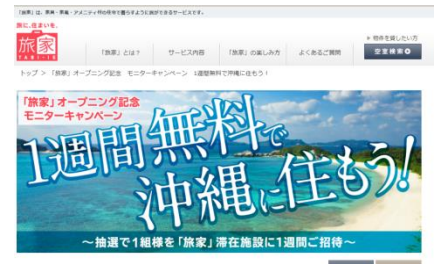 「旅家」は、家具・家電・アメニティ付の住宅で暮らすように旅ができるサービスです。
旅に、住まいを。
旅家
TABI-IE
▶ 物件を貸したい方
「旅家」とは？ サービス内容 「旅家」の楽しみ方 よくあるご質問 空室検索
トップ > 「旅家」オープニング記念 モニターキャンペーン 1週間無料で沖縄に住もう！
「旅家」オープニング記念
モニターキャンペーン
1週間無料で
沖縄に住もう!
～抽選で1組様を「旅家」滞在施設に1週間ご招待～